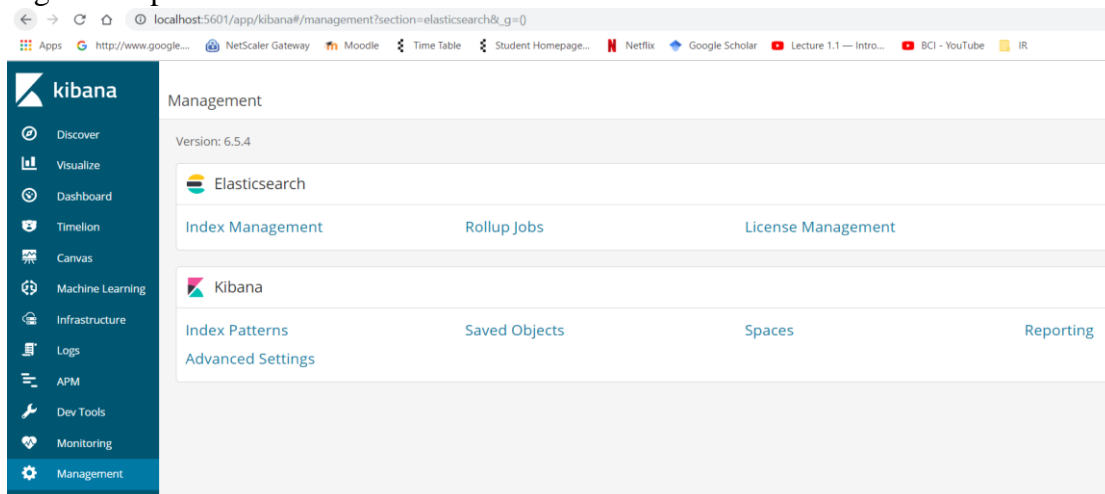 localhost:5601/app/kibana#/management?section=elasticsearch&_g=()
Apps http://www.google.... NetScaler Gateway Moodle Time Table Student Homepage... Netflix Google Scholar Lecture 1.1 — Intro... BCI - YouTube IR
kibana
Management
Discover
Version: 6.5.4
Visualize
Elasticsearch
Dashboard
Index Management Rollup Jobs License Management
Timelion
Canvas
Kibana
Machine Learning
Infrastructure
Index Patterns Saved Objects Spaces Reporting
Logs
Advanced Settings
APM
Dev Tools
Monitoring
Management